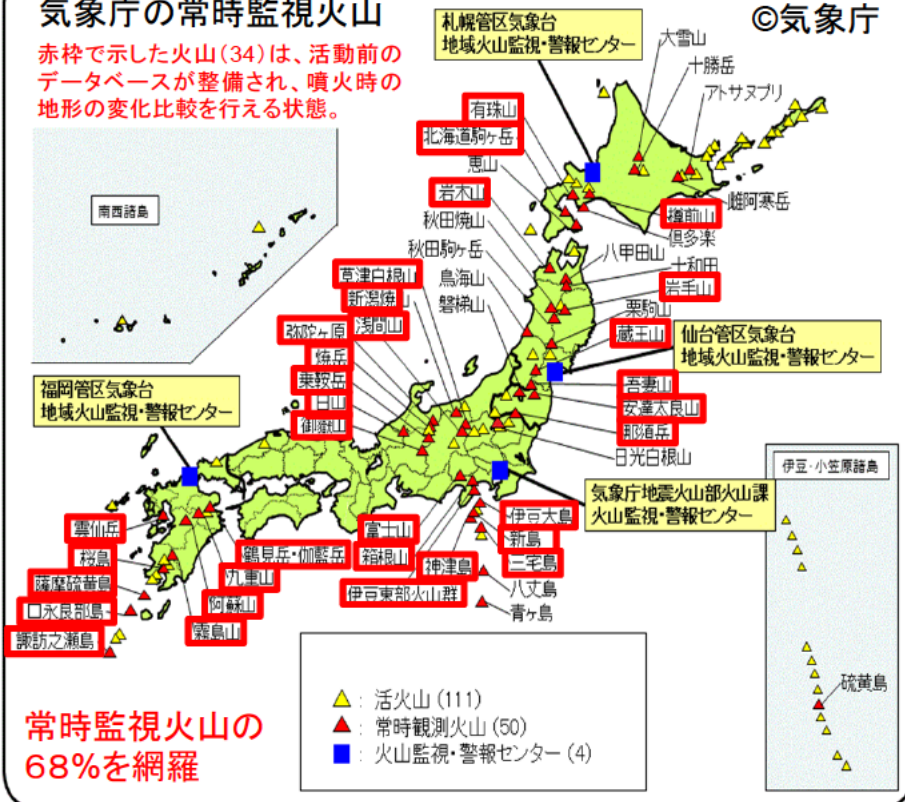 気象庁の常時監視火山
©気象庁
赤枠で示した火山(34)は、活動前の
データベースが整備され、噴火時の
地形の変化比較を行える状態。
札幌管区気象台
地域火山監視・警報センター
大雪山
十勝岳
アトサヌプリ
有珠山
北海道駒ヶ岳
恵山
岩木山
秋田焼山
秋田駒ヶ岳
鳥海山
磐梯山
雌阿寒岳
樽前山
倶多楽
八甲田山
十和田
岩手山
栗駒山
蔵王山
南西諸島
草津白根山
新潟焼
浅間山
弥陀ヶ原
焼岳
乗鞍岳
白山
御嶽山
仙台管区気象台
地域火山監視・警報センター
吾妻山
安達太良山
那須岳
日光白根山
福岡管区気象台
地域火山監視・警報センター
気象庁地震火山部火山課
火山監視・警報センター
伊豆・小笠原諸島
雲仙岳
桜島
薩摩硫黄島
口永良部島
諏訪之瀬島
鶴見岳・伽藍岳
九重山
阿蘇山
霧島山
富士山
箱根山
伊豆東部火山群
神津島
伊豆大島
新島
三宅島
八丈島
青ヶ島
硫黄島
: 活火山 (111)
: 常時観測火山 (50)
: 火山監視・警報センター (4)
常時監視火山の
68%を網羅